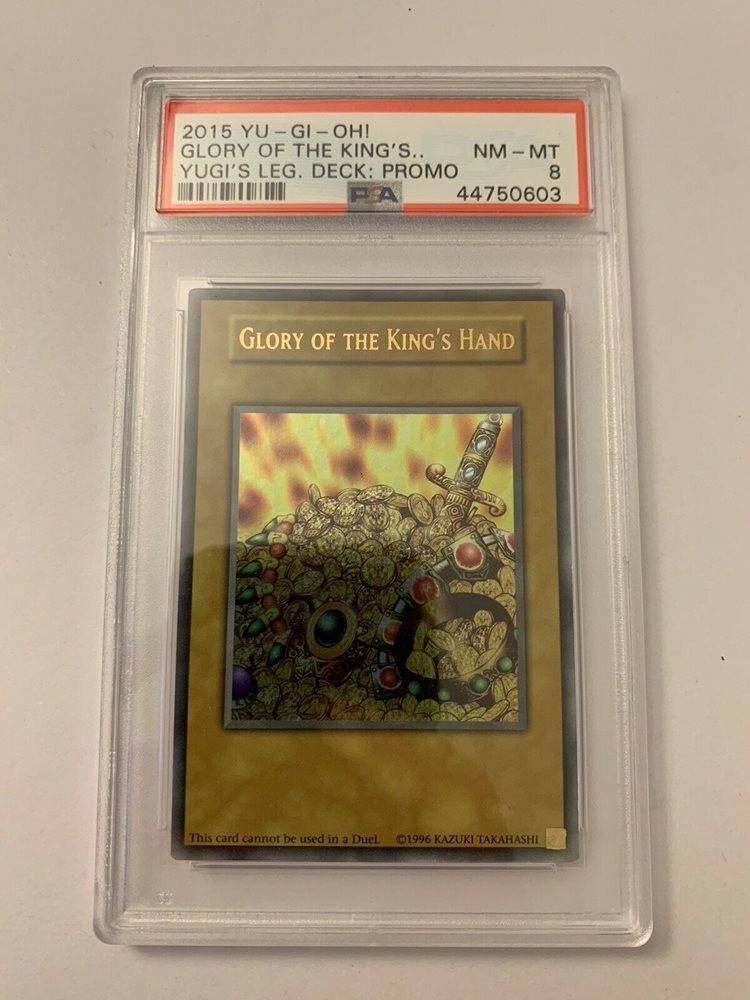 2015 YU-GI-OH!
GLORY OF THE KING'S.. NM-MT
YUGI'S LEG. DECK: PROMO 8
PSA 44750603
GLORY OF THE KING'S HAND
This card cannot be used in a Duel. ©1996 KAZUKI TAKAHASHI